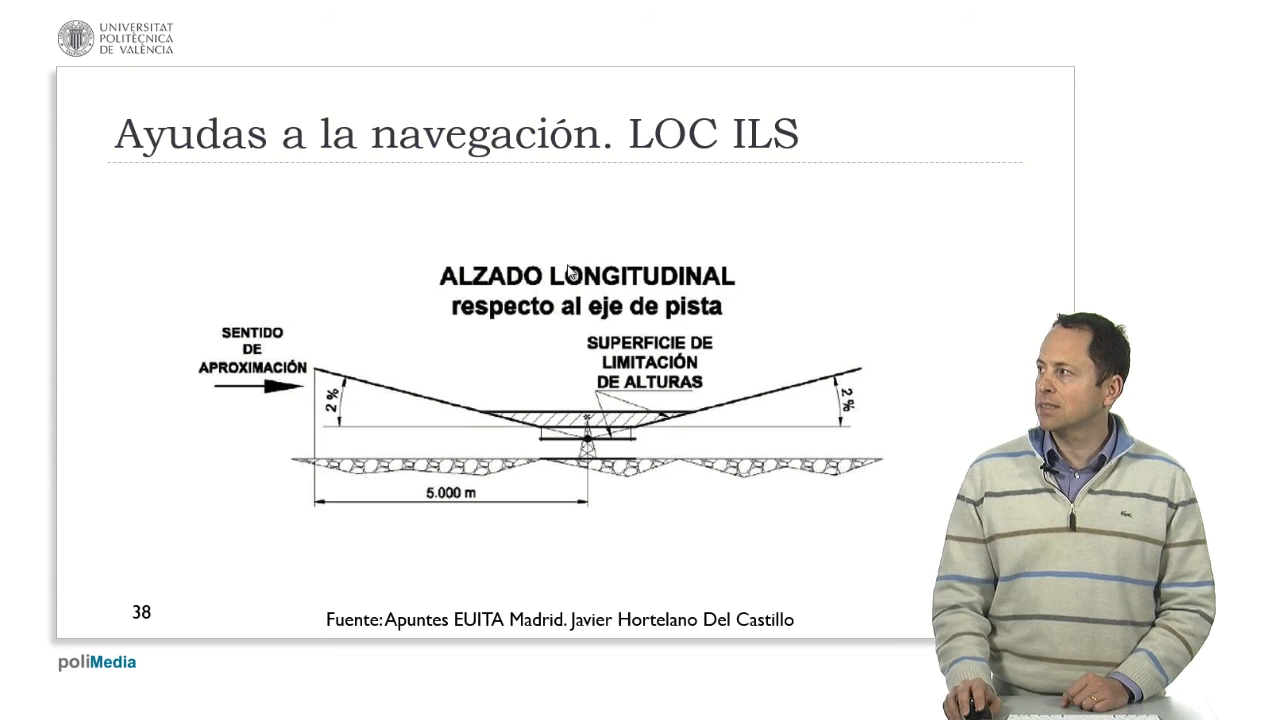 UNIVERSITAT
POLITÈCNICA
DE VALÈNCIA
Ayudas a la navegación. LOC ILS
ALZADO LONGITUDINAL
respecto al eje de pista
SENTIDO
DE
APROXIMACIÓN
SUPERFICIE DE
LIMITACIÓN
DE ALTURAS
2 %
2 %
5.000 m
38
Fuente: Apuntes EUITA Madrid. Javier Hortelano Del Castillo
poliMedia